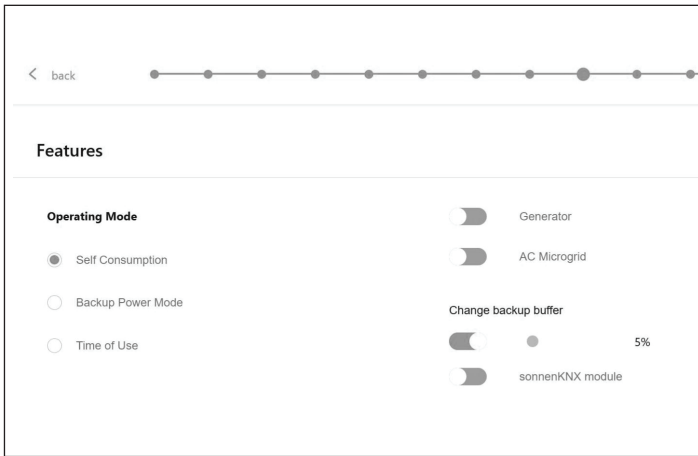 back
Features
Operating Mode
Self Consumption
Backup Power Mode
Time of Use
Generator
AC Microgrid
Change backup buffer
5%
sonnenKNX module